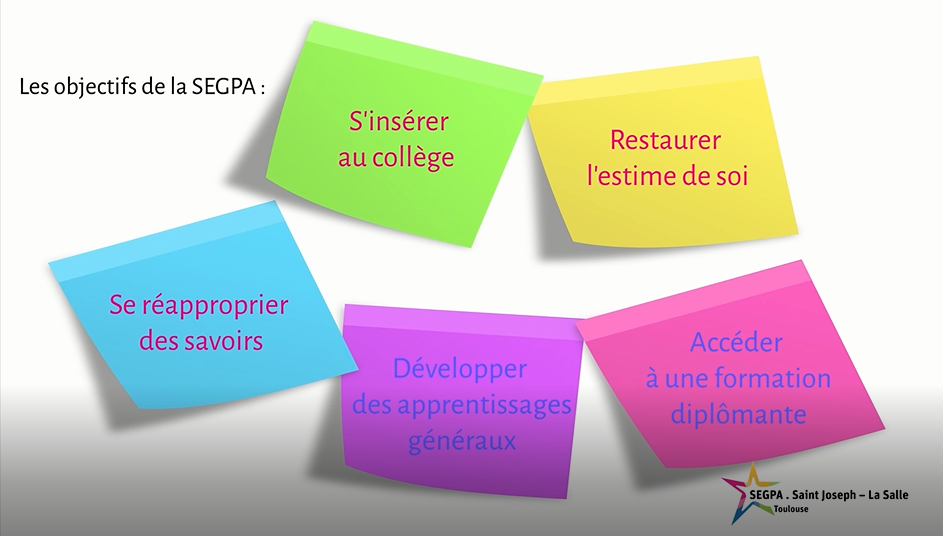 Les objectifs de la SEGPA :
S'insérer
au collège
Restaurer
l'estime de soi
Se réapproprier
des savoirs
Développer
des apprentissages
généraux
Accéder
à une formation
diplômante
SEGPA . Saint Joseph – La Salle
Toulouse